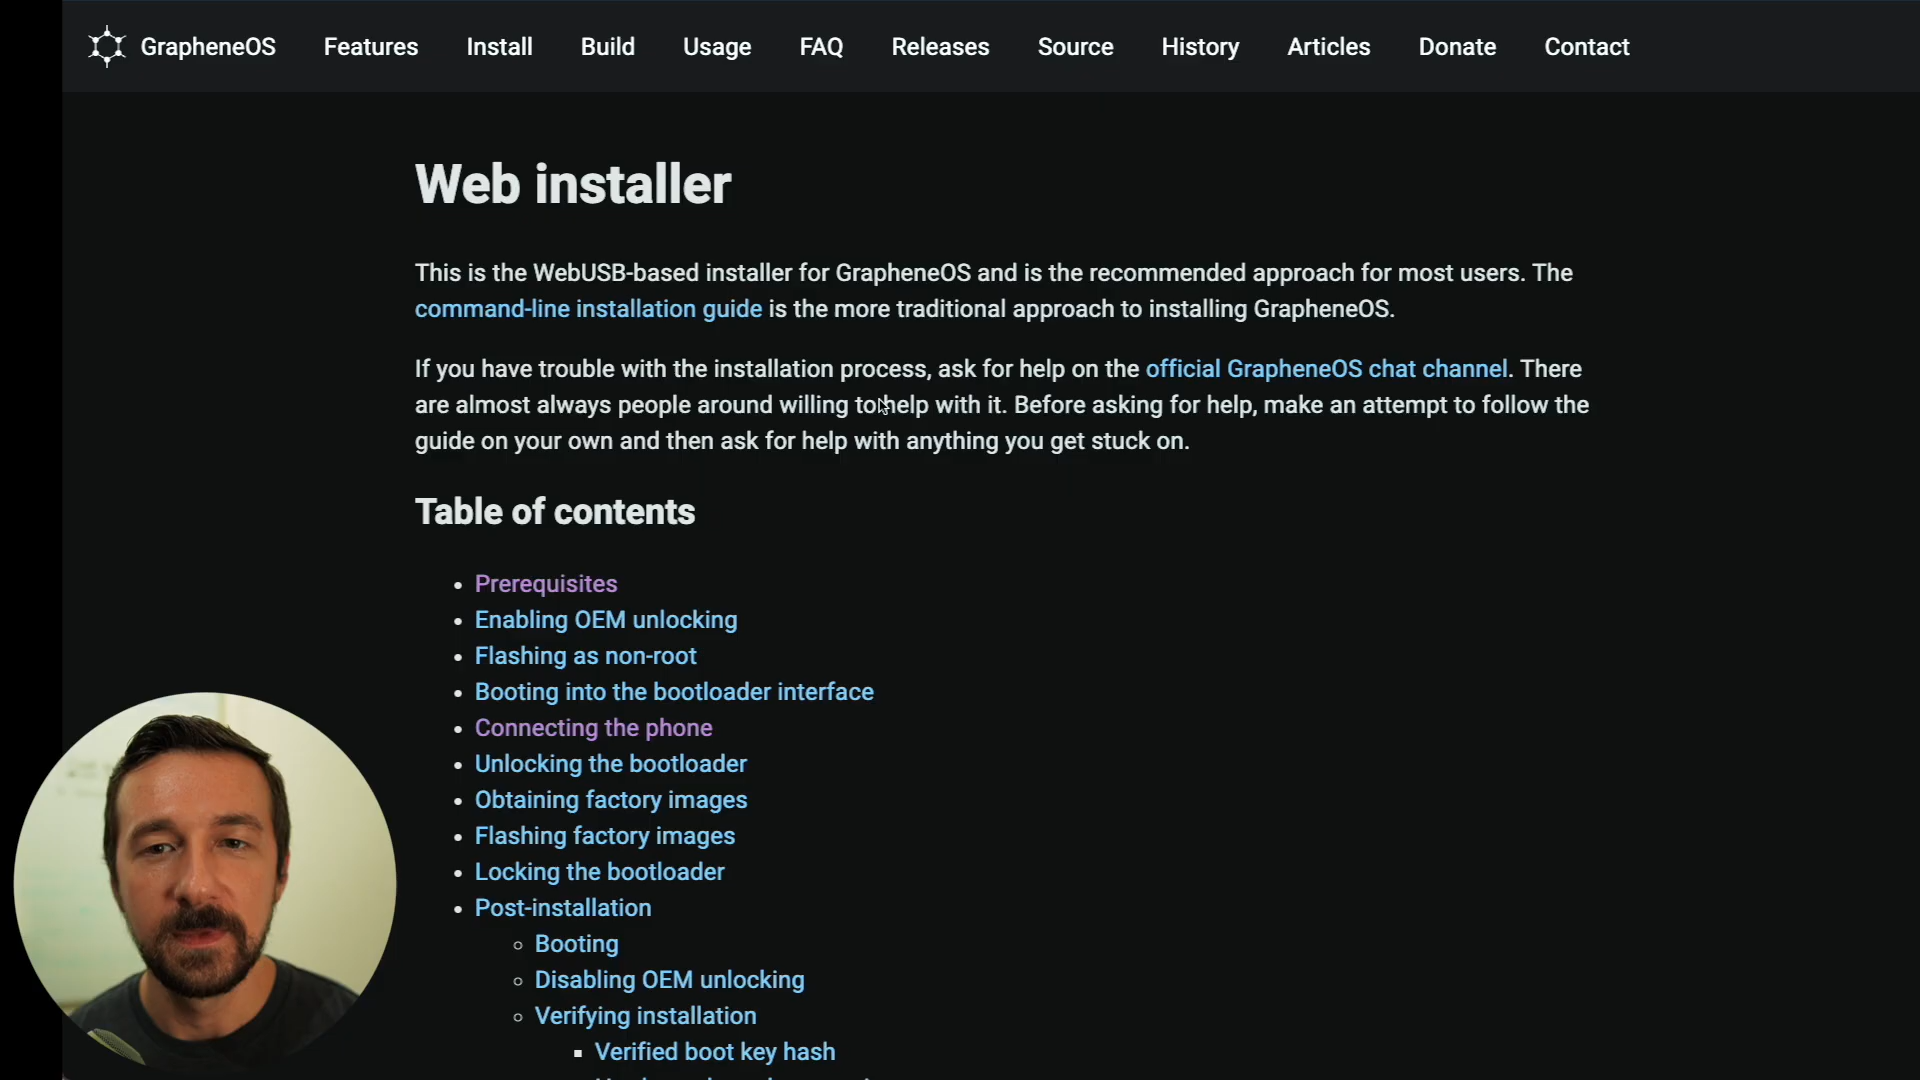 GrapheneOS Features Install Build Usage FAQ Releases Source History Articles Donate Contact
Web installer
This is the WebUSB-based installer for GrapheneOS and is the recommended approach for most users. The
command-line installation guide is the more traditional approach to installing GrapheneOS.
If you have trouble with the installation process, ask for help on the official GrapheneOS chat channel. There
are almost always people around willing to help with it. Before asking for help, make an attempt to follow the
guide on your own and then ask for help with anything you get stuck on.
Table of contents
Prerequisites
Enabling OEM unlocking
Flashing as non-root
Booting into the bootloader interface
Connecting the phone
Unlocking the bootloader
Obtaining factory images
Flashing factory images
Locking the bootloader
Post-installation
Booting
Disabling OEM unlocking
Verifying installation
Verified boot key hash